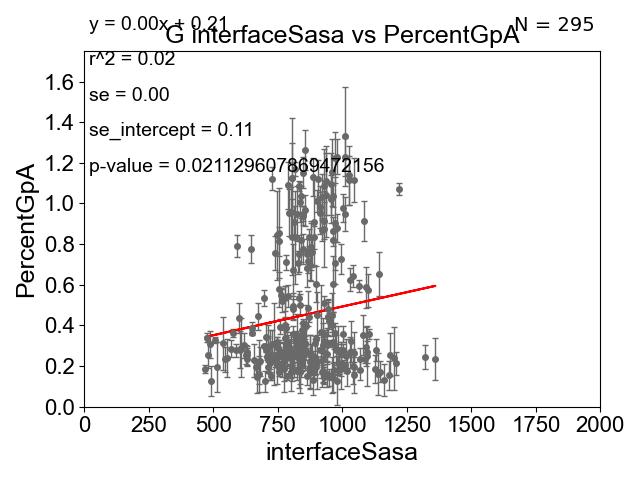 y = 0.00x + 0.21
G interfaceSasa vs PercentGpA
N = 295
r^2 = 0.02
se = 0.00
se_intercept = 0.11
p-value = 0.021129607869472156
PercentGpA
1.6
1.4
1.2
1.0
0.8
0.6
0.4
0.2
0.0
0 250 500 750 1000 1250 1500 1750 2000
interfaceSasa